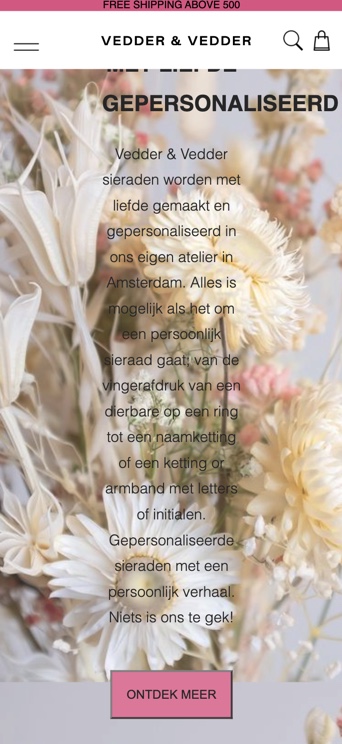 FREE SHIPPING ABOVE 500
VEDDER & VEDDER
MET LIEFDE
GEPERSONALISEERD
Vedder & Vedder
sieraden worden met
liefde gemaakt en
gepersonaliseerd in
ons eigen atelier in
Amsterdam. Alles is
mogelijk als het om
een persoonlijk
sieraad gaat; van de
vingerafdruk van een
dierbare op een ring
tot een naamketting
of een ketting or
armband met letters
of initialen.
Gepersonaliseerde
sieraden met een
persoonlijk verhaal.
Niets is ons te gek!
ONTDEK MEER